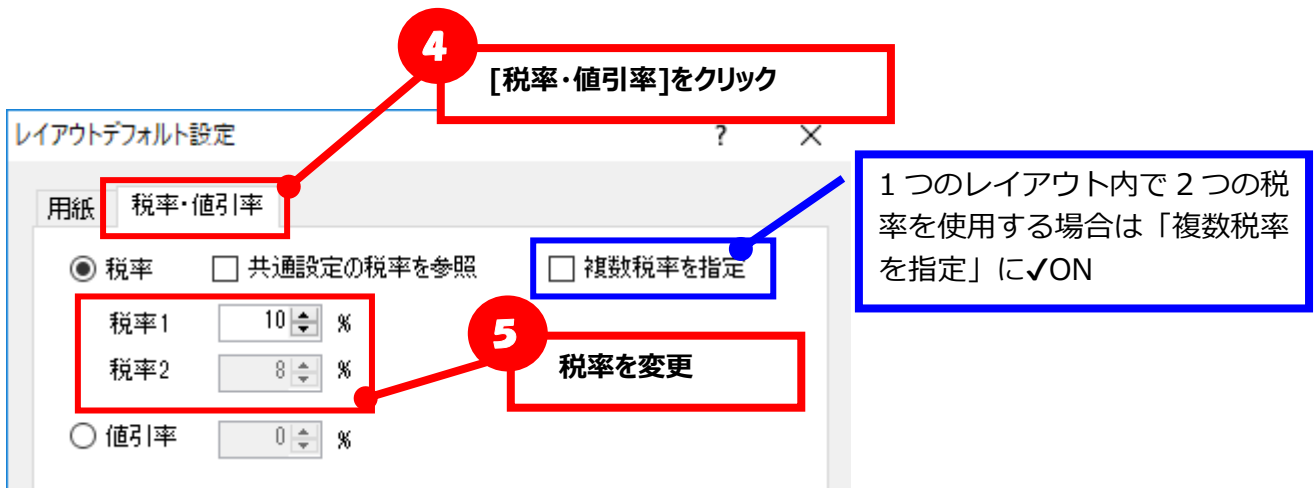 4
[税率・値引率]をクリック
レイアウトデフォルト設定
?
×
用紙
税率・値引率
1 つのレイアウト内で 2 つの税
率を使用する場合は「複数税率
を指定」に✔ON
税率
共通設定の税率を参照
複数税率を指定
税率1
10
%
5
税率を変更
税率2
8
%
値引率
0
%